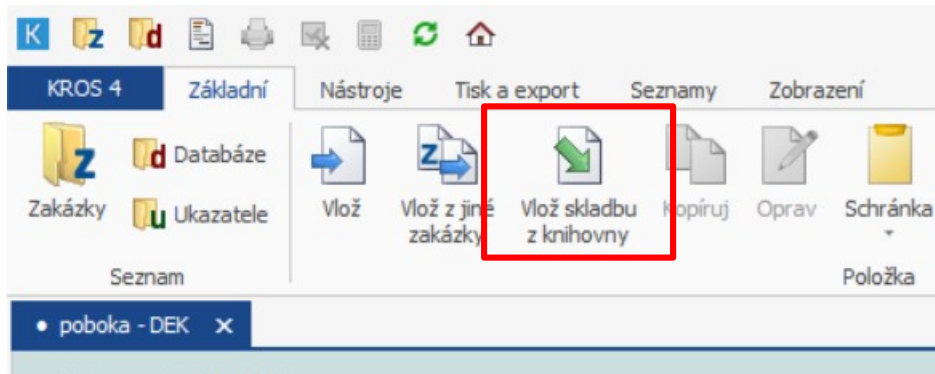 K z d
KROS 4 Základní Nástroje Tisk a export Seznamy Zobrazení
z d Databáze
u Ukazatele
Zakázky Vlož Vlož z jiné Vlož skladbu Kopíruj Oprav Schránka
zakázky z knihovny
Seznam Položka
• poboka - DEK x